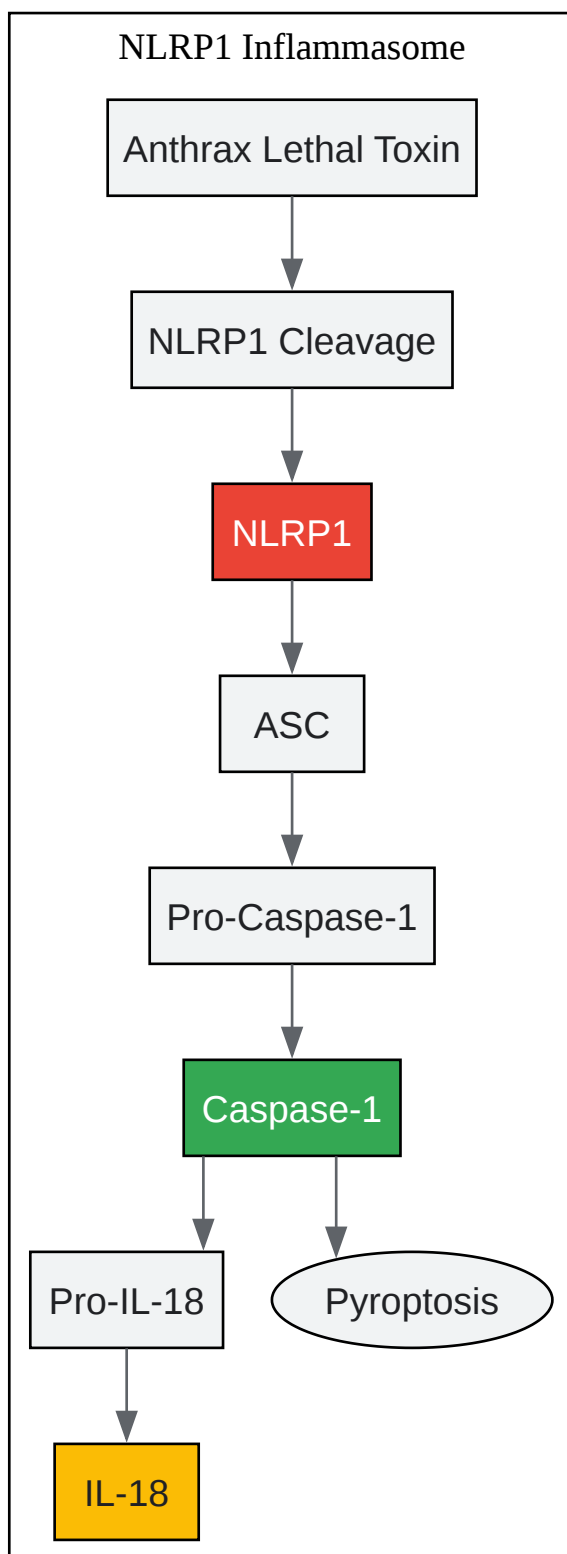 NLRP1 Inflammasome
Anthrax Lethal Toxin
NLRP1 Cleavage
NLRP1
ASC
Pro-Caspase-1
Caspase-1
Pro-IL-18
Pyroptosis
IL-18